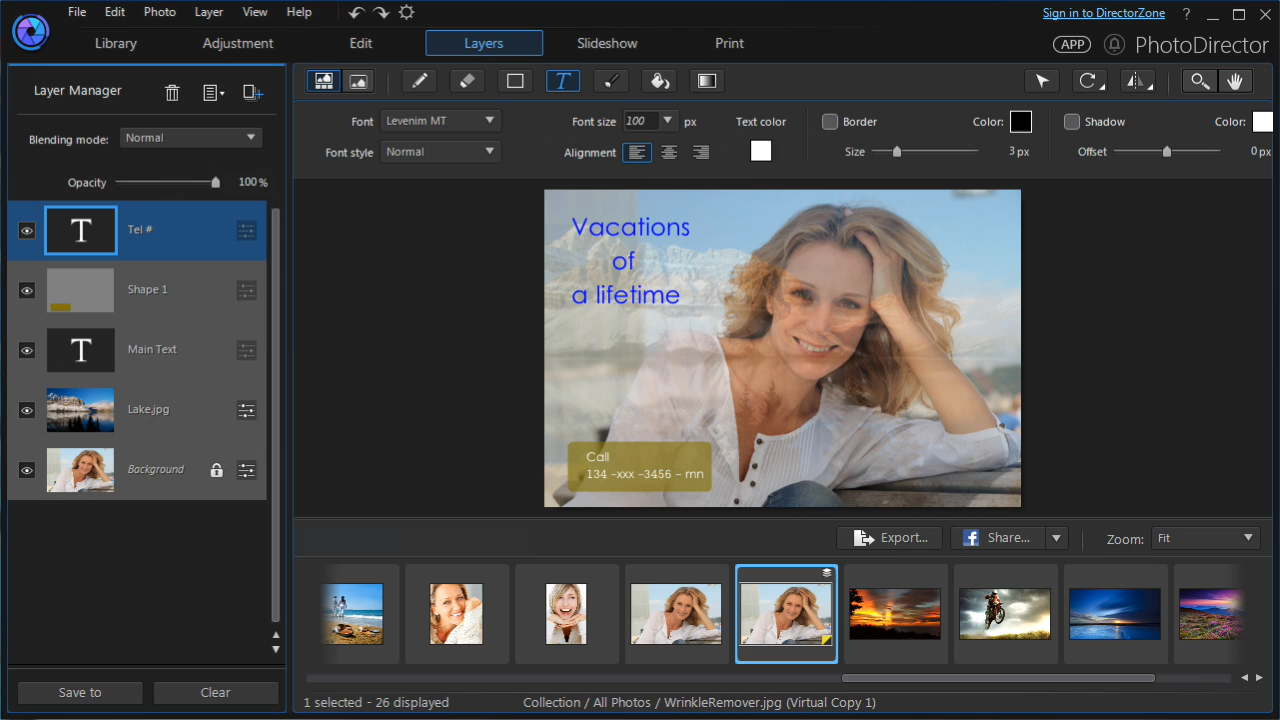 File Edit Photo Layer View Help
Sign in to DirectorZone ?
Library Adjustment Edit Layers Slideshow Print
APP PhotoDirector
Layer Manager
Blending mode: Normal
Opacity 100 %
T Tel #
Shape 1
T Main Text
Lake.jpg
Background
Save to Clear
T
Font Levenim MT Font size 100 px Text color Border Color: Shadow Color:
Font style Normal Alignment Size 3 px Offset 0 px
Vacations
of
a lifetime
Call
134 -xxx -3456 - mn
Export... f Share... Zoom: Fit
1 selected - 26 displayed Collection / All Photos / WrinkleRemover.jpg (Virtual Copy 1)